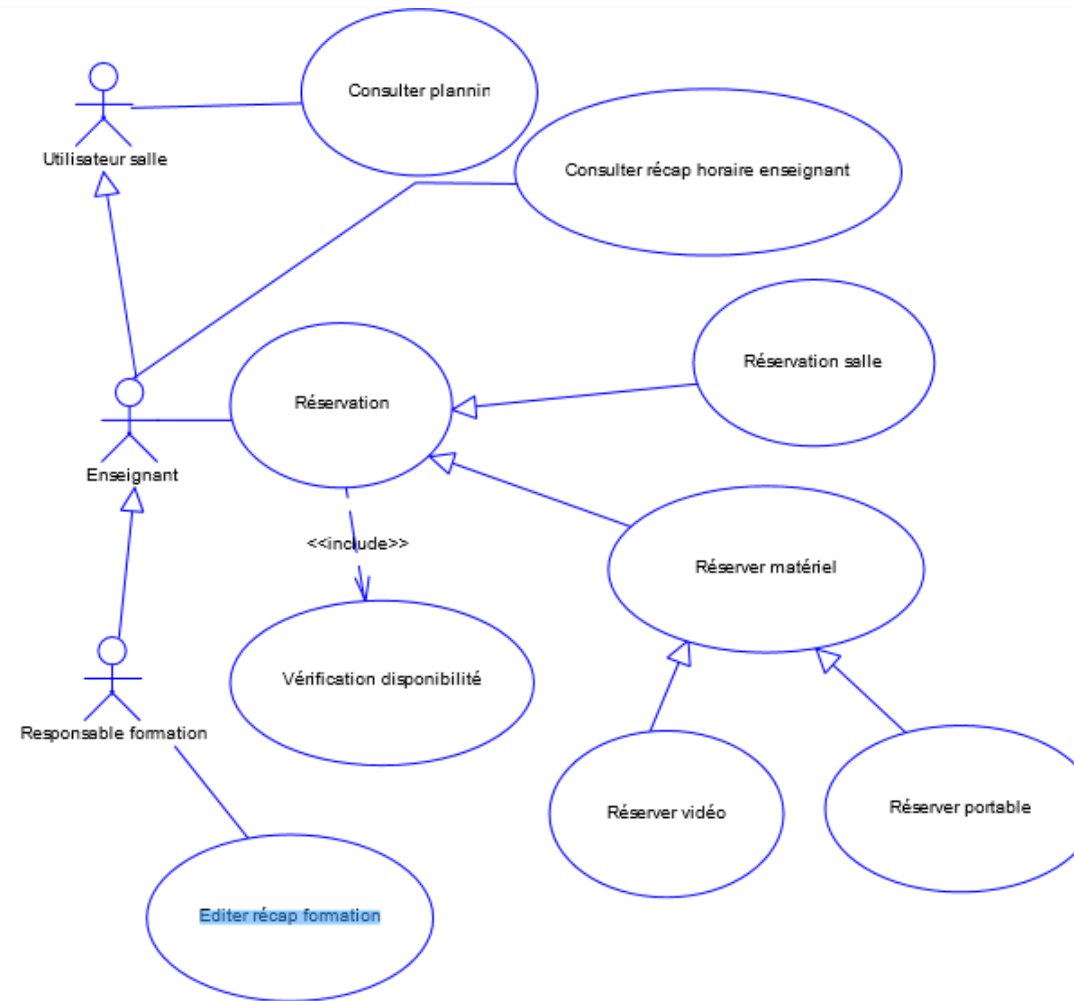 Consulter plannin
Utilisateur salle
Consulter récap horaire enseignant
Réservation salle
Réservation
Enseignant
<<include>>
Réserver matériel
Vérification disponibilité
Responsable formation
Réserver vidéo
Réserver portable
Editer récap formation